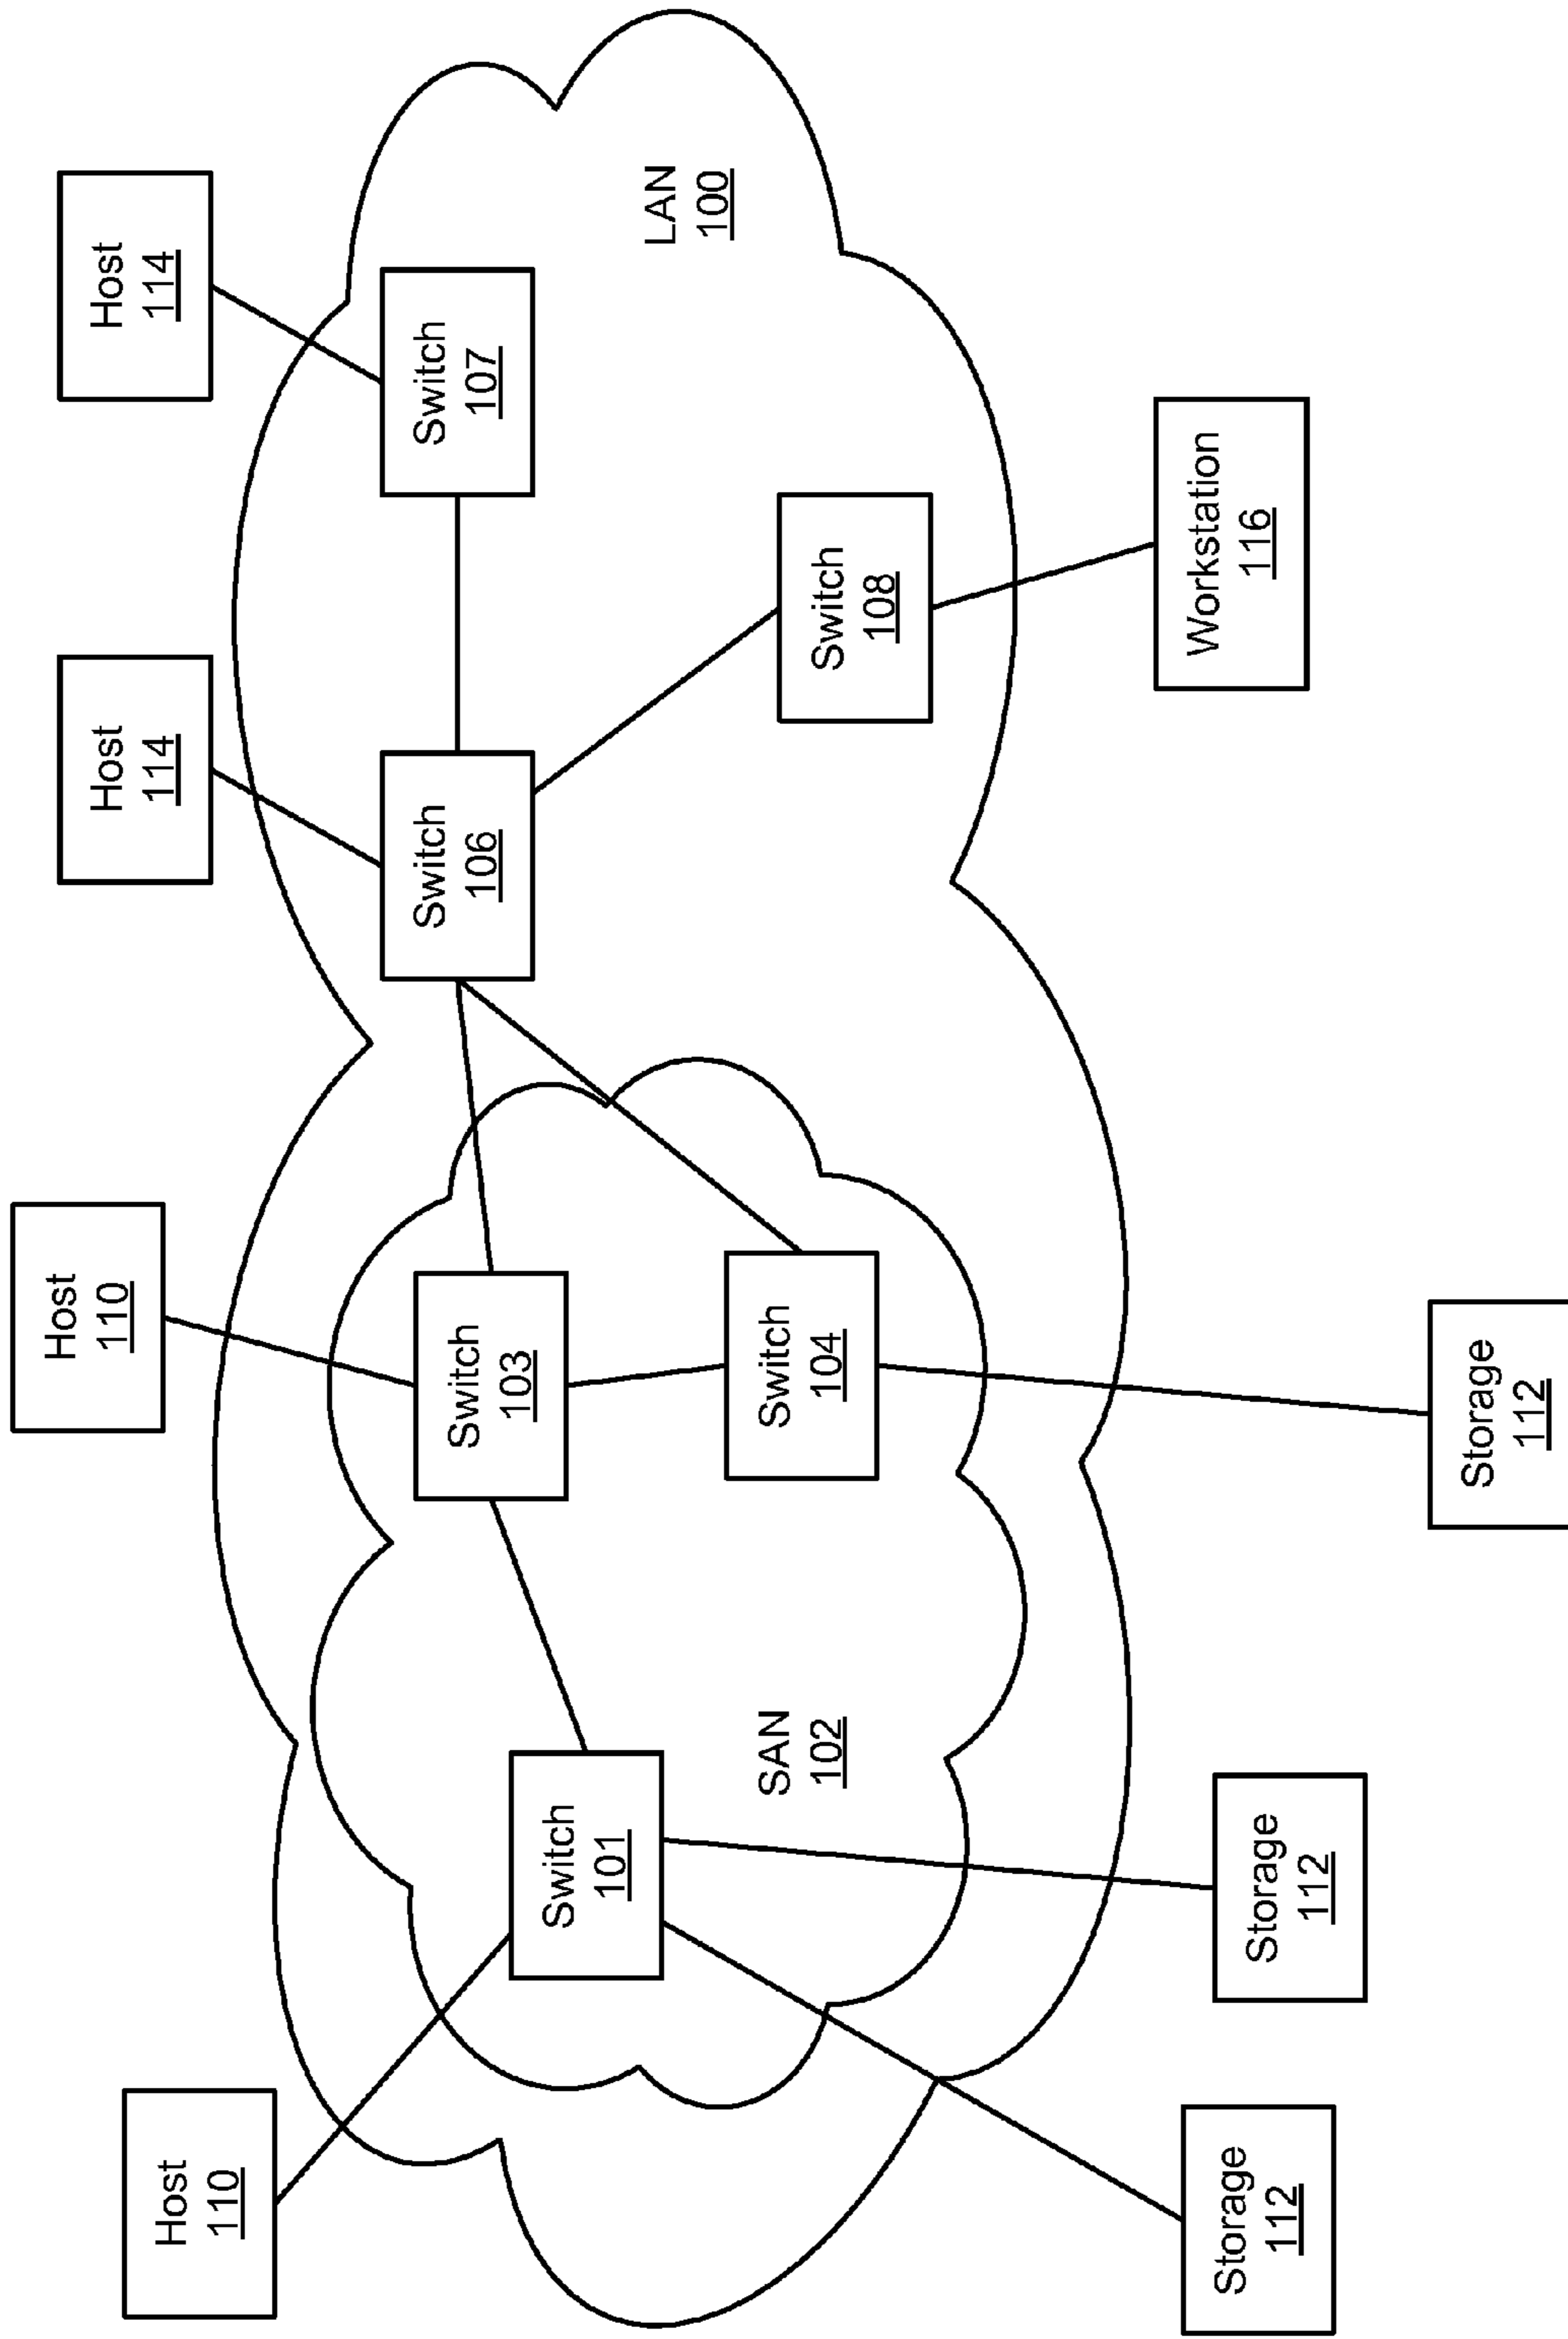 Host
110
Host
110
Host
114
Host
114
Switch
103
Switch
106
Switch
107
Switch
101
LAN
100
SAN
102
Switch
104
Switch
108
Storage
112
Storage
112
Storage
112
Workstation
116